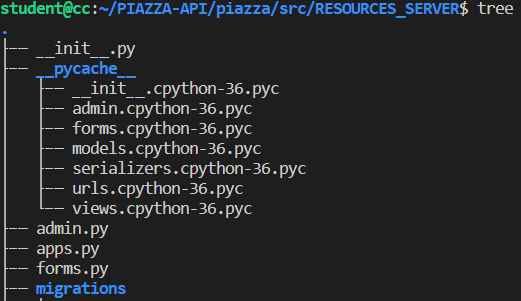 student@cc:~/PIAZZA-API/piazza/src/RESOURCES_SERVER$ tree
.
├── __init__.py
├── __pycache__
│   ├── __init__.cpython-36.pyc
│   ├── admin.cpython-36.pyc
│   ├── forms.cpython-36.pyc
│   ├── models.cpython-36.pyc
│   ├── serializers.cpython-36.pyc
│   ├── urls.cpython-36.pyc
│   └── views.cpython-36.pyc
├── admin.py
├── apps.py
├── forms.py
├── migrations